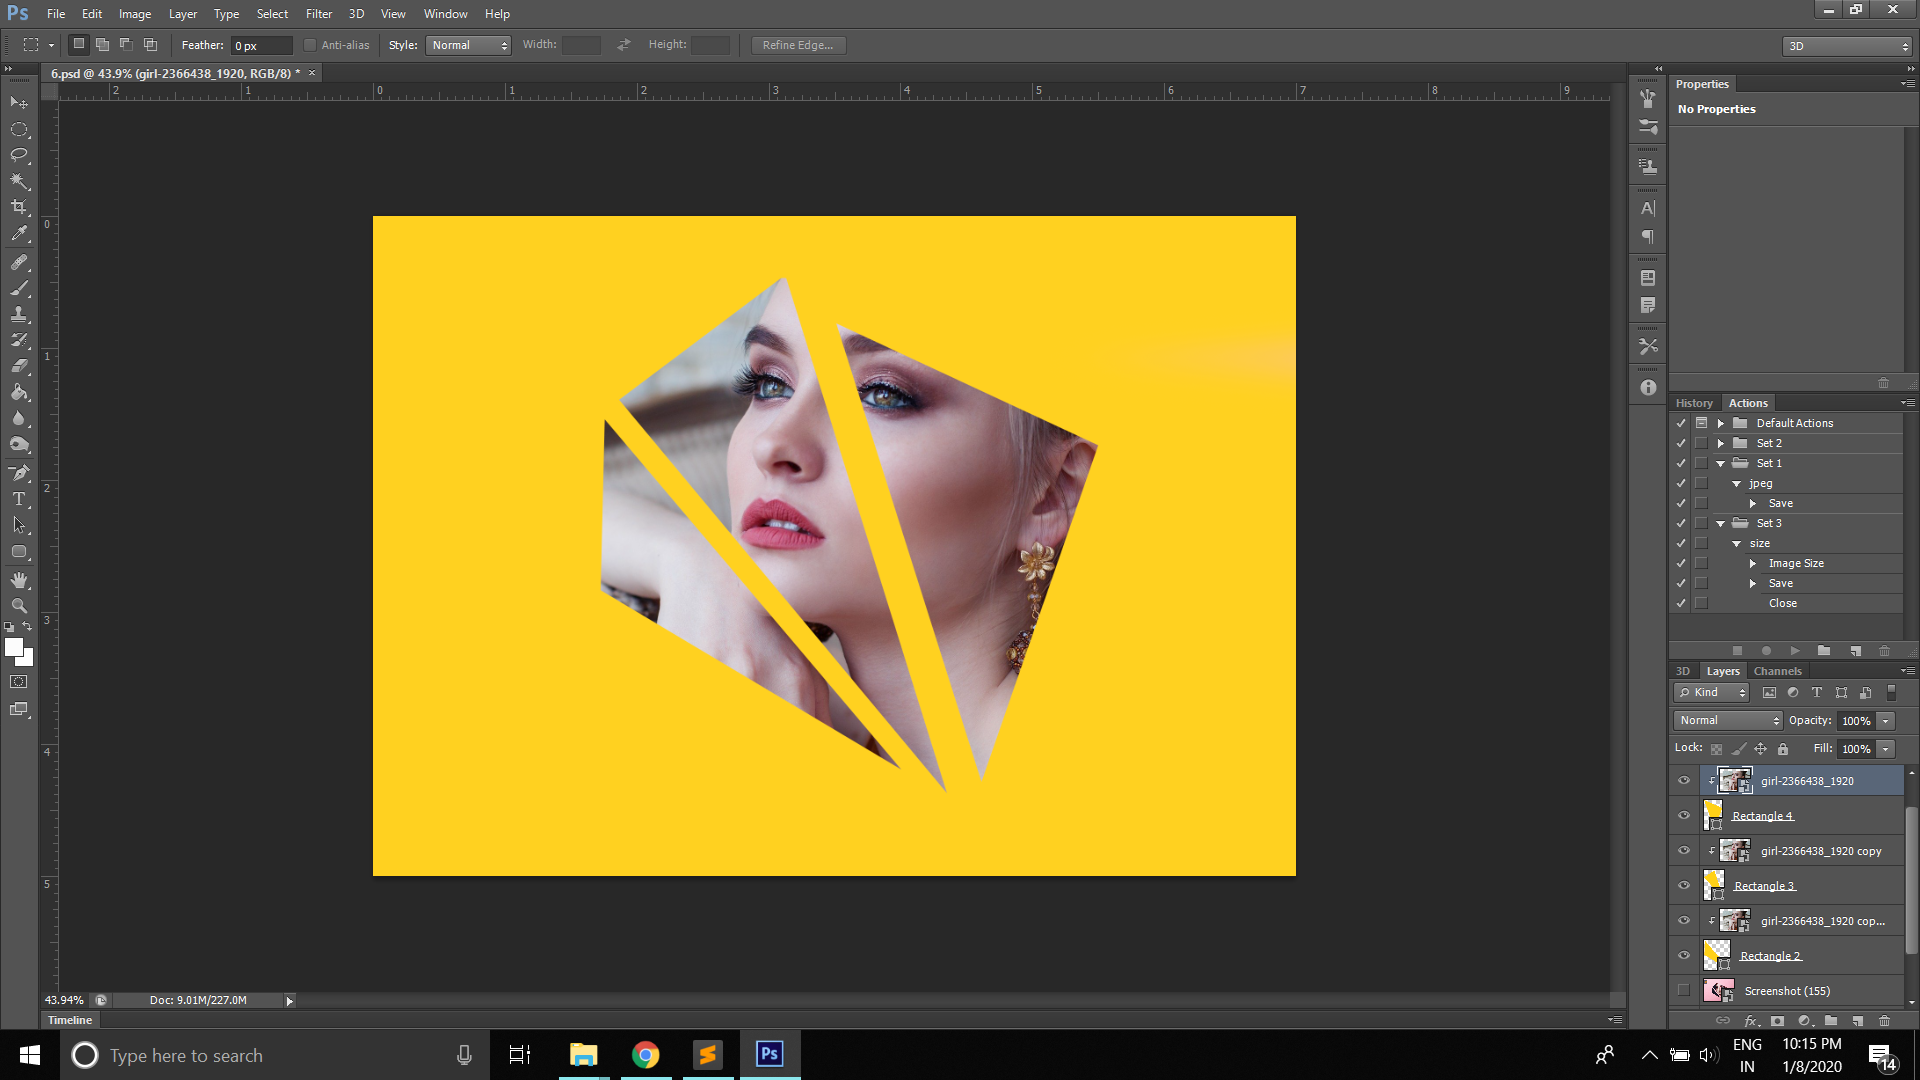 Ps File Edit Image Layer Type Select Filter 3D View Window Help
Feather: 0 px Anti-alias Style: Normal Width: Height: Refine Edge... 3D
6.psd @ 43.9% (girl-2366438_1920, RGB/8) * ×
2 1 0 1 2 3 4 5 6 7 8 9
0
1
2
3
4
5
Properties
No Properties
History Actions
Default Actions
Set 2
Set 1
jpeg
Save
Set 3
size
Image Size
Save
Close
3D Layers Channels
Kind
Normal Opacity: 100%
Lock: Fill: 100%
girl-2366438_1920
Rectangle 4
girl-2366438_1920 copy
Rectangle 3
girl-2366438_1920 cop...
Rectangle 2
Screenshot (155)
fx
43.94% Doc: 9.01M/227.0M
Timeline
Type here to search
Ps
ENG
IN
10:15 PM
1/8/2020
14